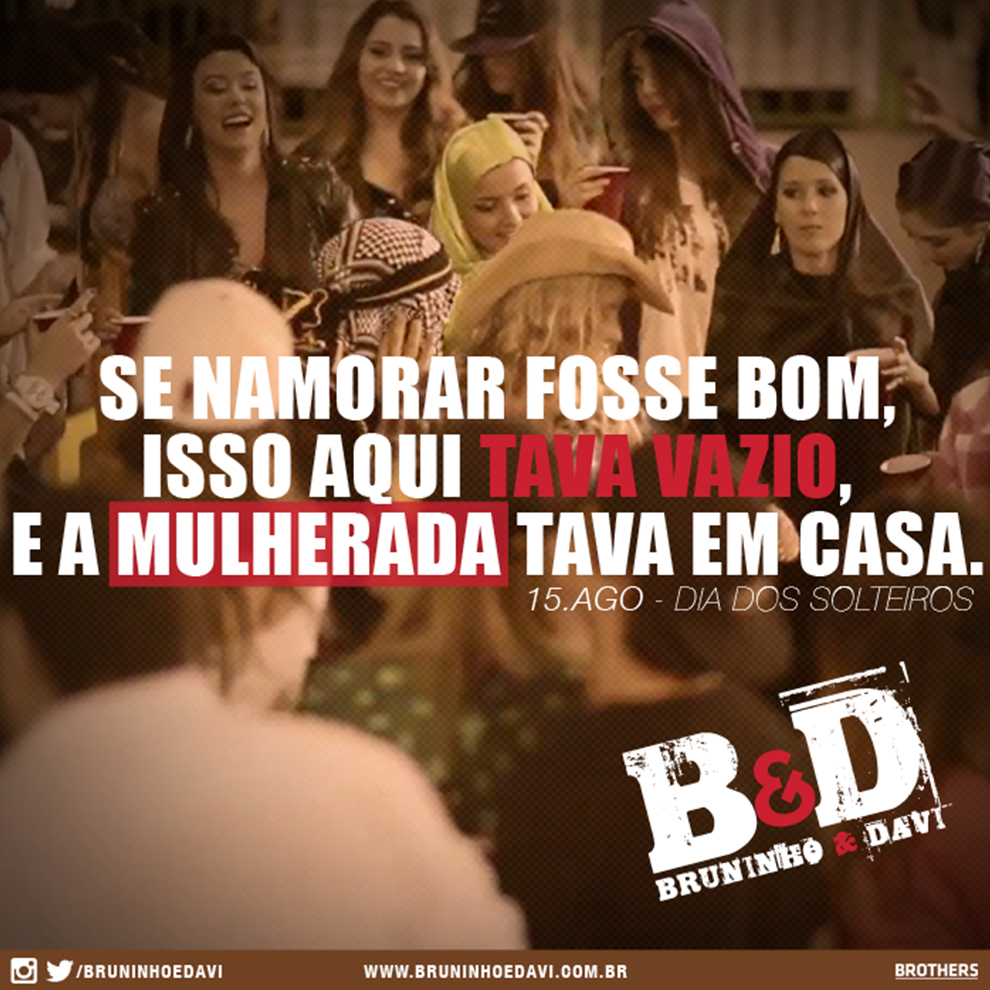 SE NAMORAR FOSSE BOM,
ISSO AQUI TAVA VAZIO,
E A MULHERADA TAVA EM CASA.
15.AGO - DIA DOS SOLTEIROS
B&D
BRUNINHO & DAVI
/BRUNINHOEDAVI WWW.BRUNINHOEDAVI.COM.BR BROTHERS